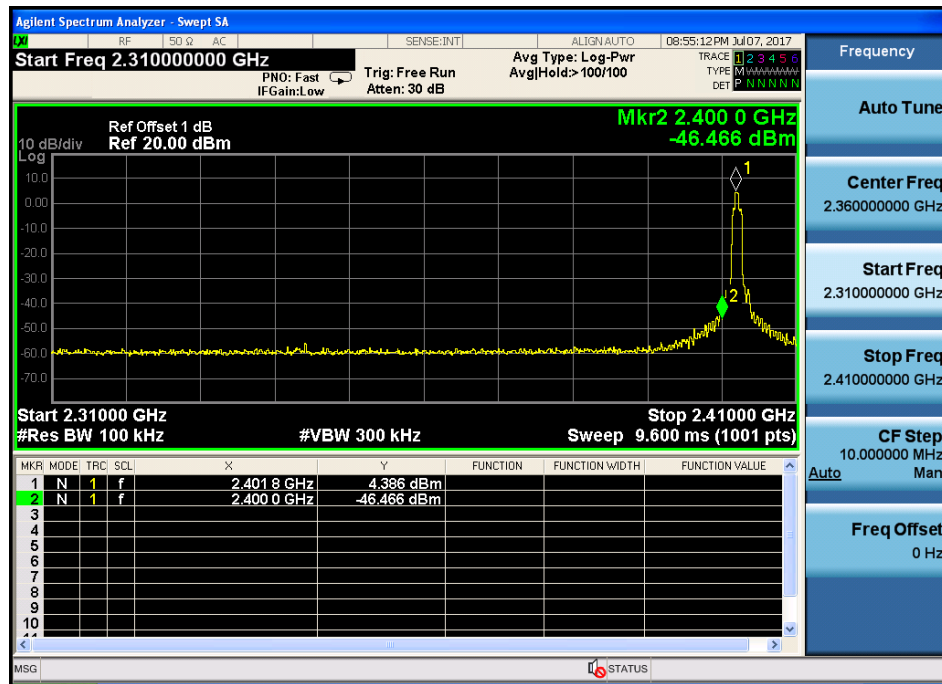 Agilent Spectrum Analyzer - Swept SA
LXI RF 50 Ω AC SENSE:INT ALIGN AUTO 08:55:12 PM Jul 07, 2017
Start Freq 2.310000000 GHz
PNO: Fast
IFGain:Low
Trig: Free Run
Atten: 30 dB
Avg Type: Log-Pwr
Avg|Hold:>100/100
TRACE 1 2 3 4 5 6
TYPE M W W W W W
DET P N N N N N
Mkr2 2.400 0 GHz
-46.466 dBm
Ref Offset 1 dB
10 dB/div Ref 20.00 dBm
Log
10.0
0.00
-10.0
-20.0
-30.0
-40.0
-50.0
-60.0
-70.0
1
2
Start 2.31000 GHz Stop 2.41000 GHz
#Res BW 100 kHz #VBW 300 kHz Sweep 9.600 ms (1001 pts)
MKR MODE TRC SCL X Y FUNCTION FUNCTION WIDTH FUNCTION VALUE
1 N 1 f 2.401 8 GHz 4.386 dBm
2 N 1 f 2.400 0 GHz -46.466 dBm
3
4
5
6
7
8
9
10
11
MSG STATUS
Frequency
Auto Tune
Center Freq
2.360000000 GHz
Start Freq
2.310000000 GHz
Stop Freq
2.410000000 GHz
CF Step
10.000000 MHz
Auto Man
Freq Offset
0 Hz